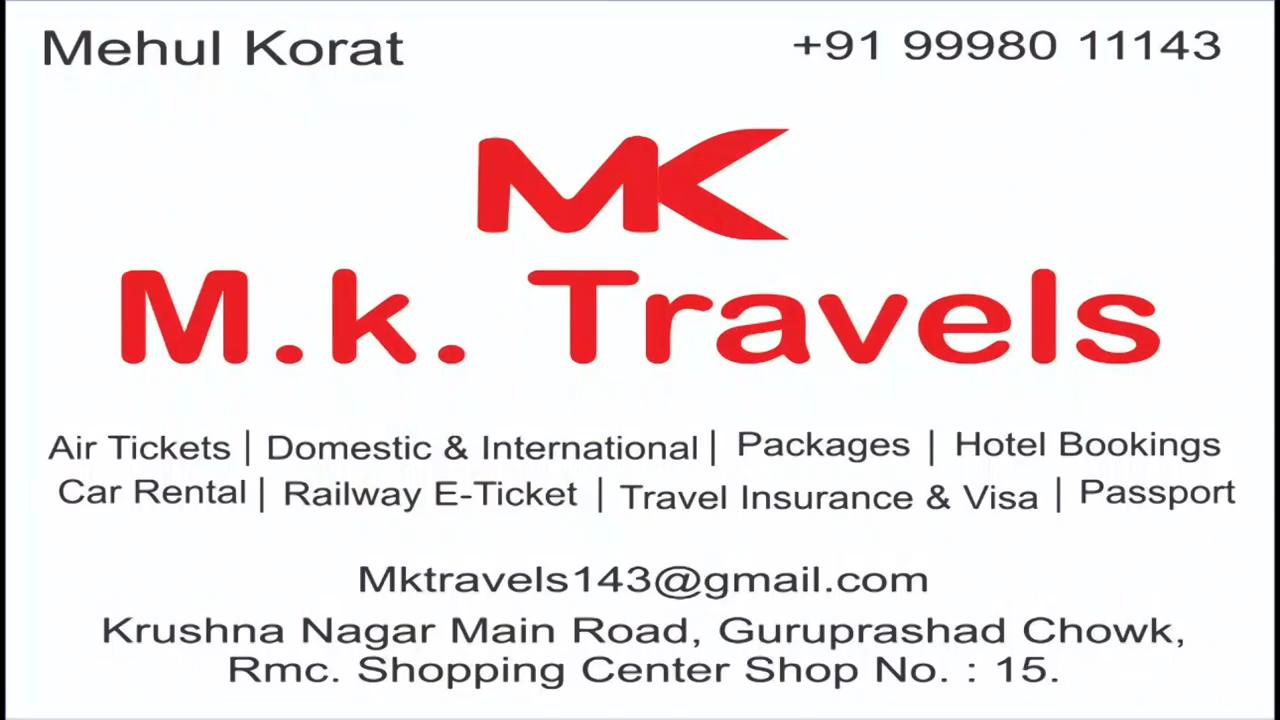 Mehul Korat +91 99980 11143
MK
M.k. Travels
Air Tickets | Domestic & International | Packages | Hotel Bookings
Car Rental | Railway E-Ticket | Travel Insurance & Visa | Passport
Mktravels143@gmail.com
Krushna Nagar Main Road, Guruprashad Chowk,
Rmc. Shopping Center Shop No. : 15.